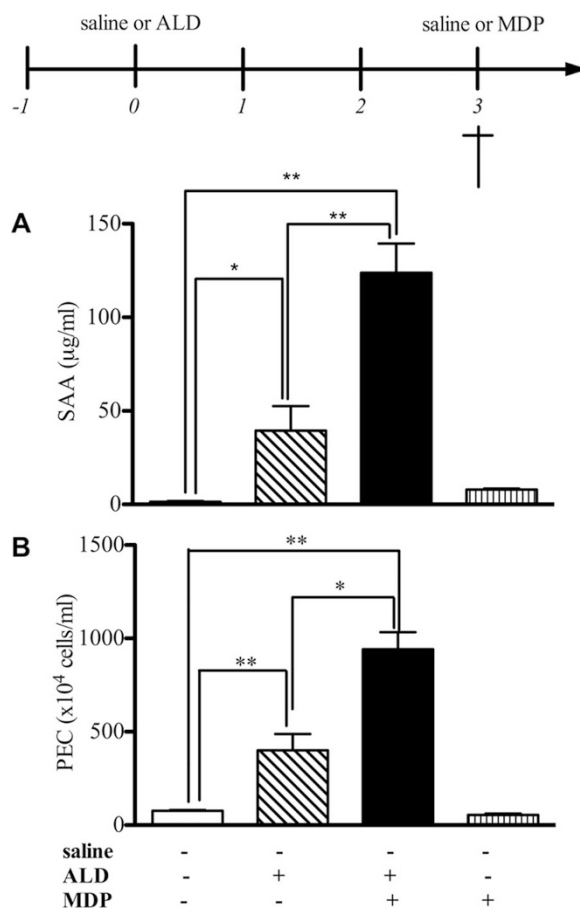 saline or ALD saline or MDP
-1 0 1 2 3
A
**
**
*
150
100
50
0
SAA (µg/ml)
B
**
*
**
1500
1000
500
0
PEC (x10⁴ cells/ml)
saline - - - -
ALD - + + -
MDP - - + +